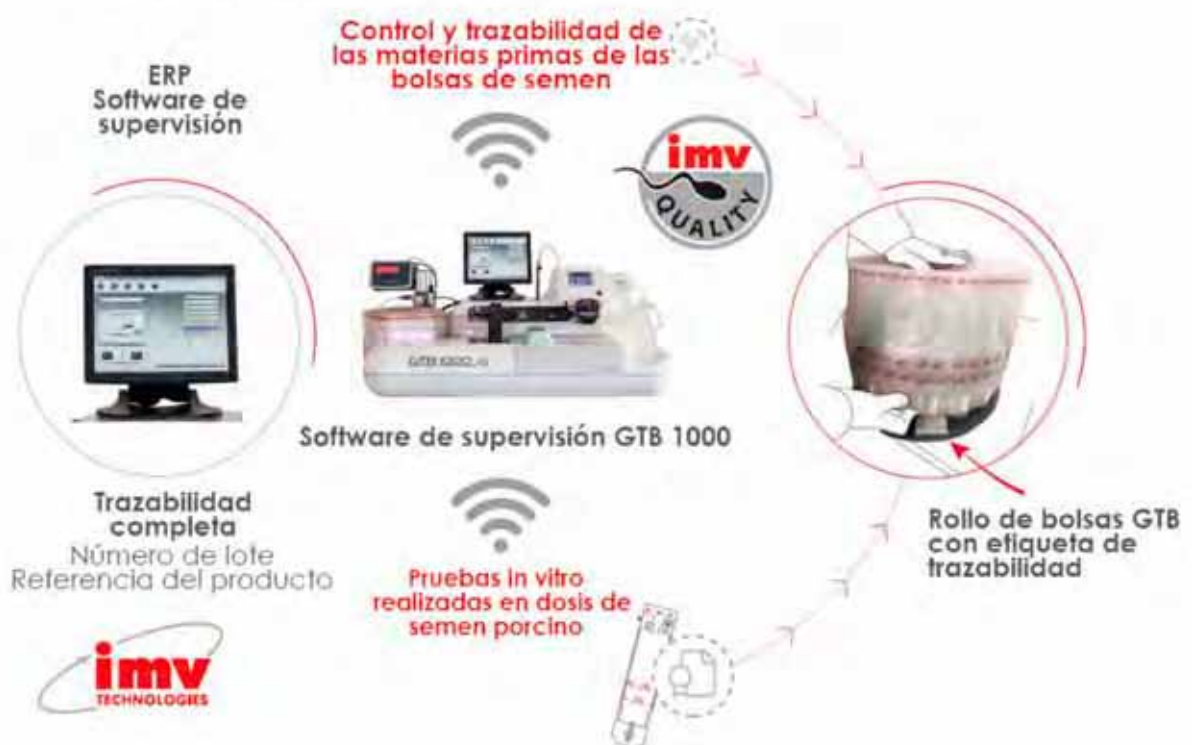 Control y trazabilidad de
las materias primas de las
bolsas de semen
ERP
Software de
supervisión
imv
QUALITY
GTB 1000
Software de supervisión GTB 1000
Trazabilidad
completa
Número de lote
Referencia del producto
Pruebas in vitro
realizadas en dosis de
semen porcino
Rollo de bolsas GTB
con etiqueta de
trazabilidad
imv
TECHNOLOGIES